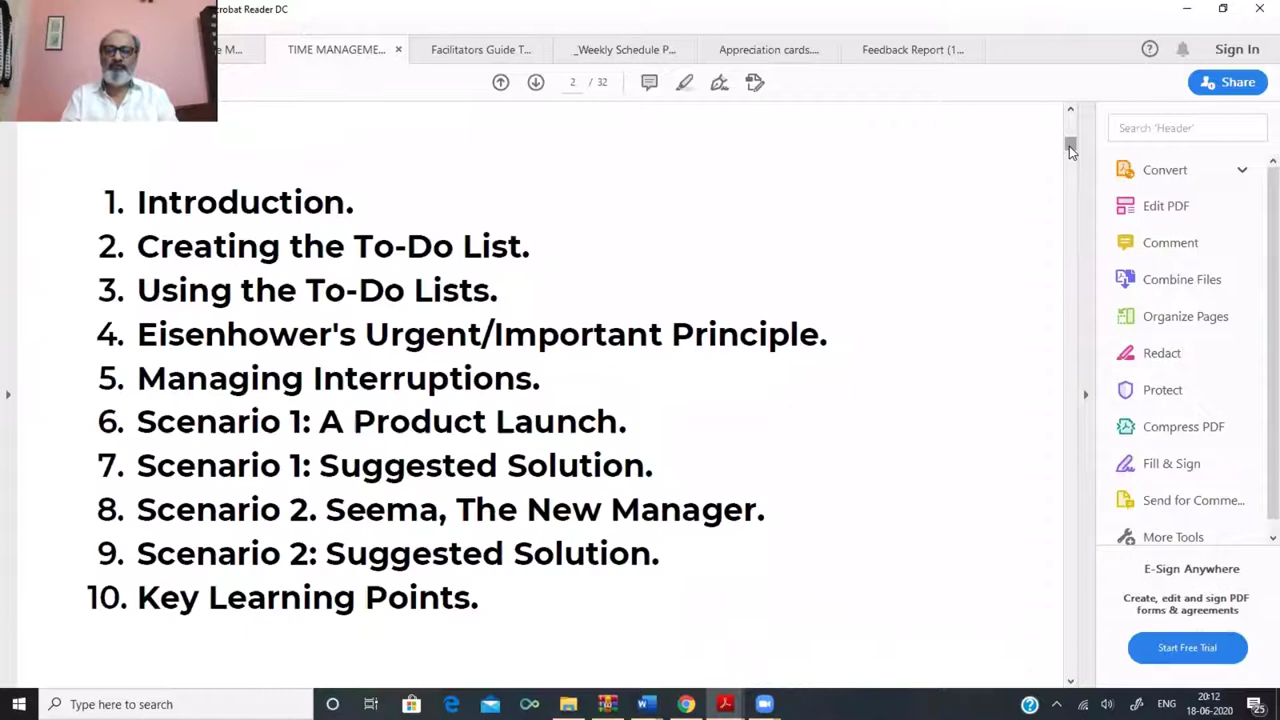 crobat Reader DC
e M...
TIME MANAGEME...
Facilitators Guide T...
_Weekly Schedule P...
Appreciation cards....
Feedback Report (1...
Sign In
2 / 32
Share
Search 'Header'
1. Introduction.
2. Creating the To-Do List.
3. Using the To-Do Lists.
4. Eisenhower's Urgent/Important Principle.
5. Managing Interruptions.
6. Scenario 1: A Product Launch.
7. Scenario 1: Suggested Solution.
8. Scenario 2. Seema, The New Manager.
9. Scenario 2: Suggested Solution.
10. Key Learning Points.
Convert
Edit PDF
Comment
Combine Files
Organize Pages
Redact
Protect
Compress PDF
Fill & Sign
Send for Comme...
More Tools
E-Sign Anywhere
Create, edit and sign PDF
forms & agreements
Start Free Trial
Type here to search
ENG
20:12
18-06-2020
25